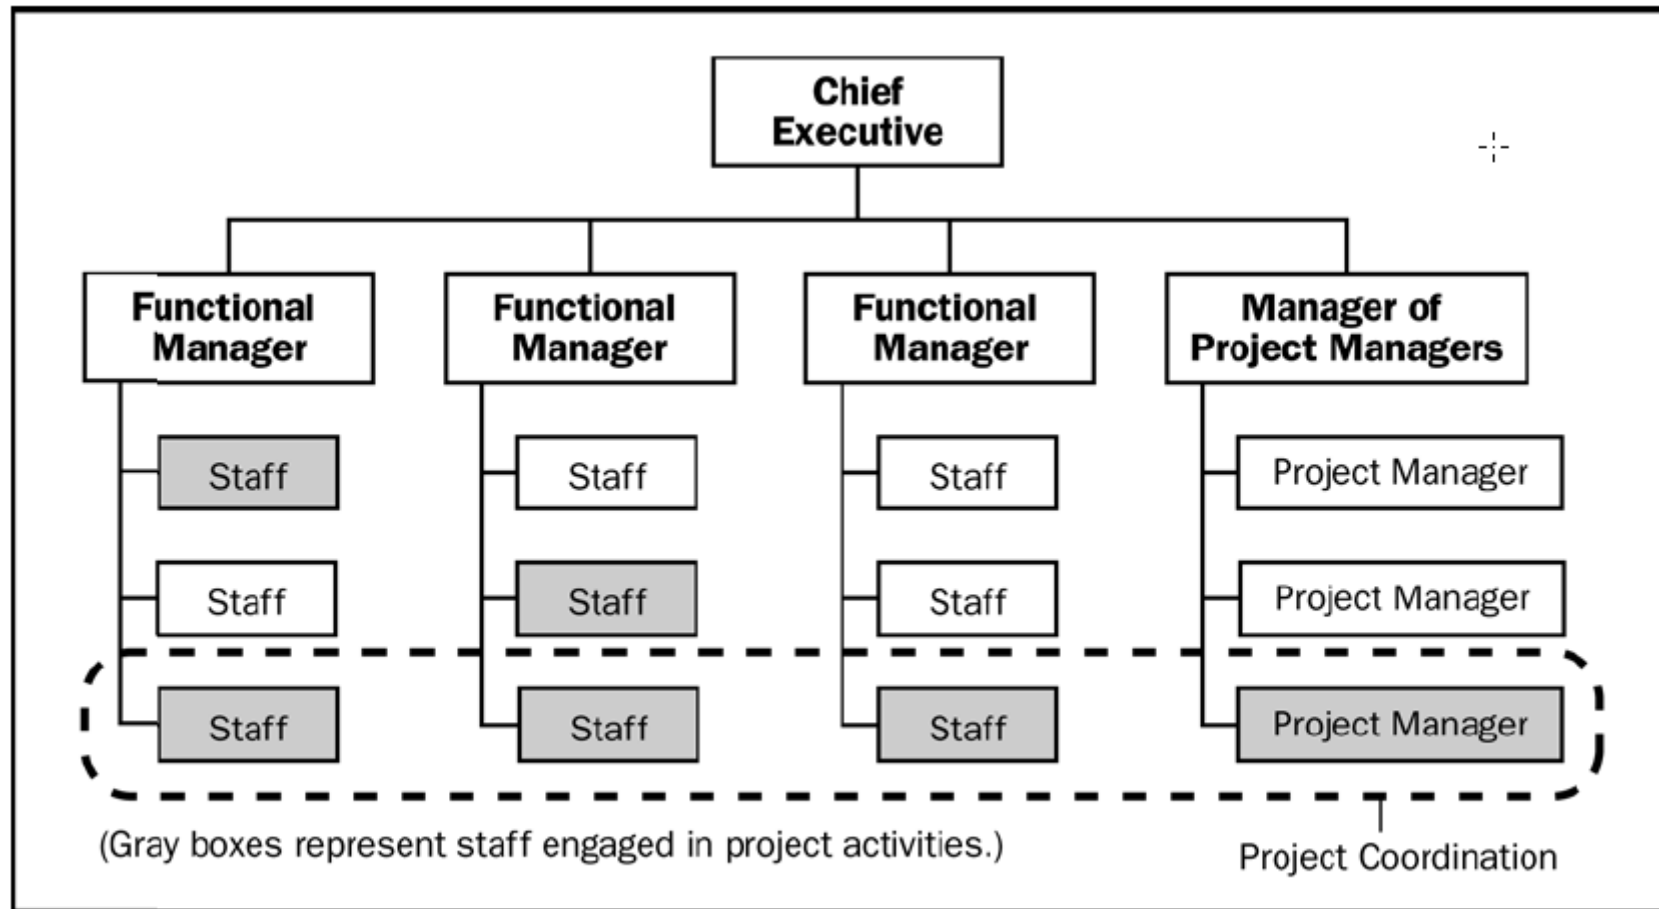 Chief
Executive
Functional
Manager
Functional
Manager
Functional
Manager
Manager of
Project Managers
Staff
Staff
Staff
Project Manager
Staff
Staff
Staff
Project Manager
Staff
Staff
Staff
Project Manager
(Gray boxes represent staff engaged in project activities.)
Project Coordination